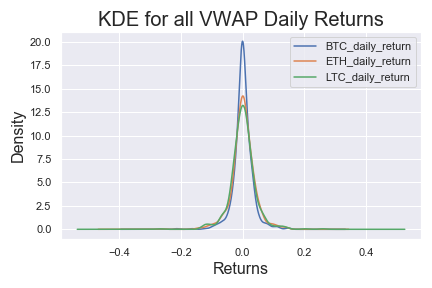 KDE for all VWAP Daily Returns
20.0
17.5
15.0
12.5
10.0
7.5
5.0
2.5
0.0
Density
BTC_daily_return
ETH_daily_return
LTC_daily_return
−0.4 −0.2 0.0 0.2 0.4
Returns